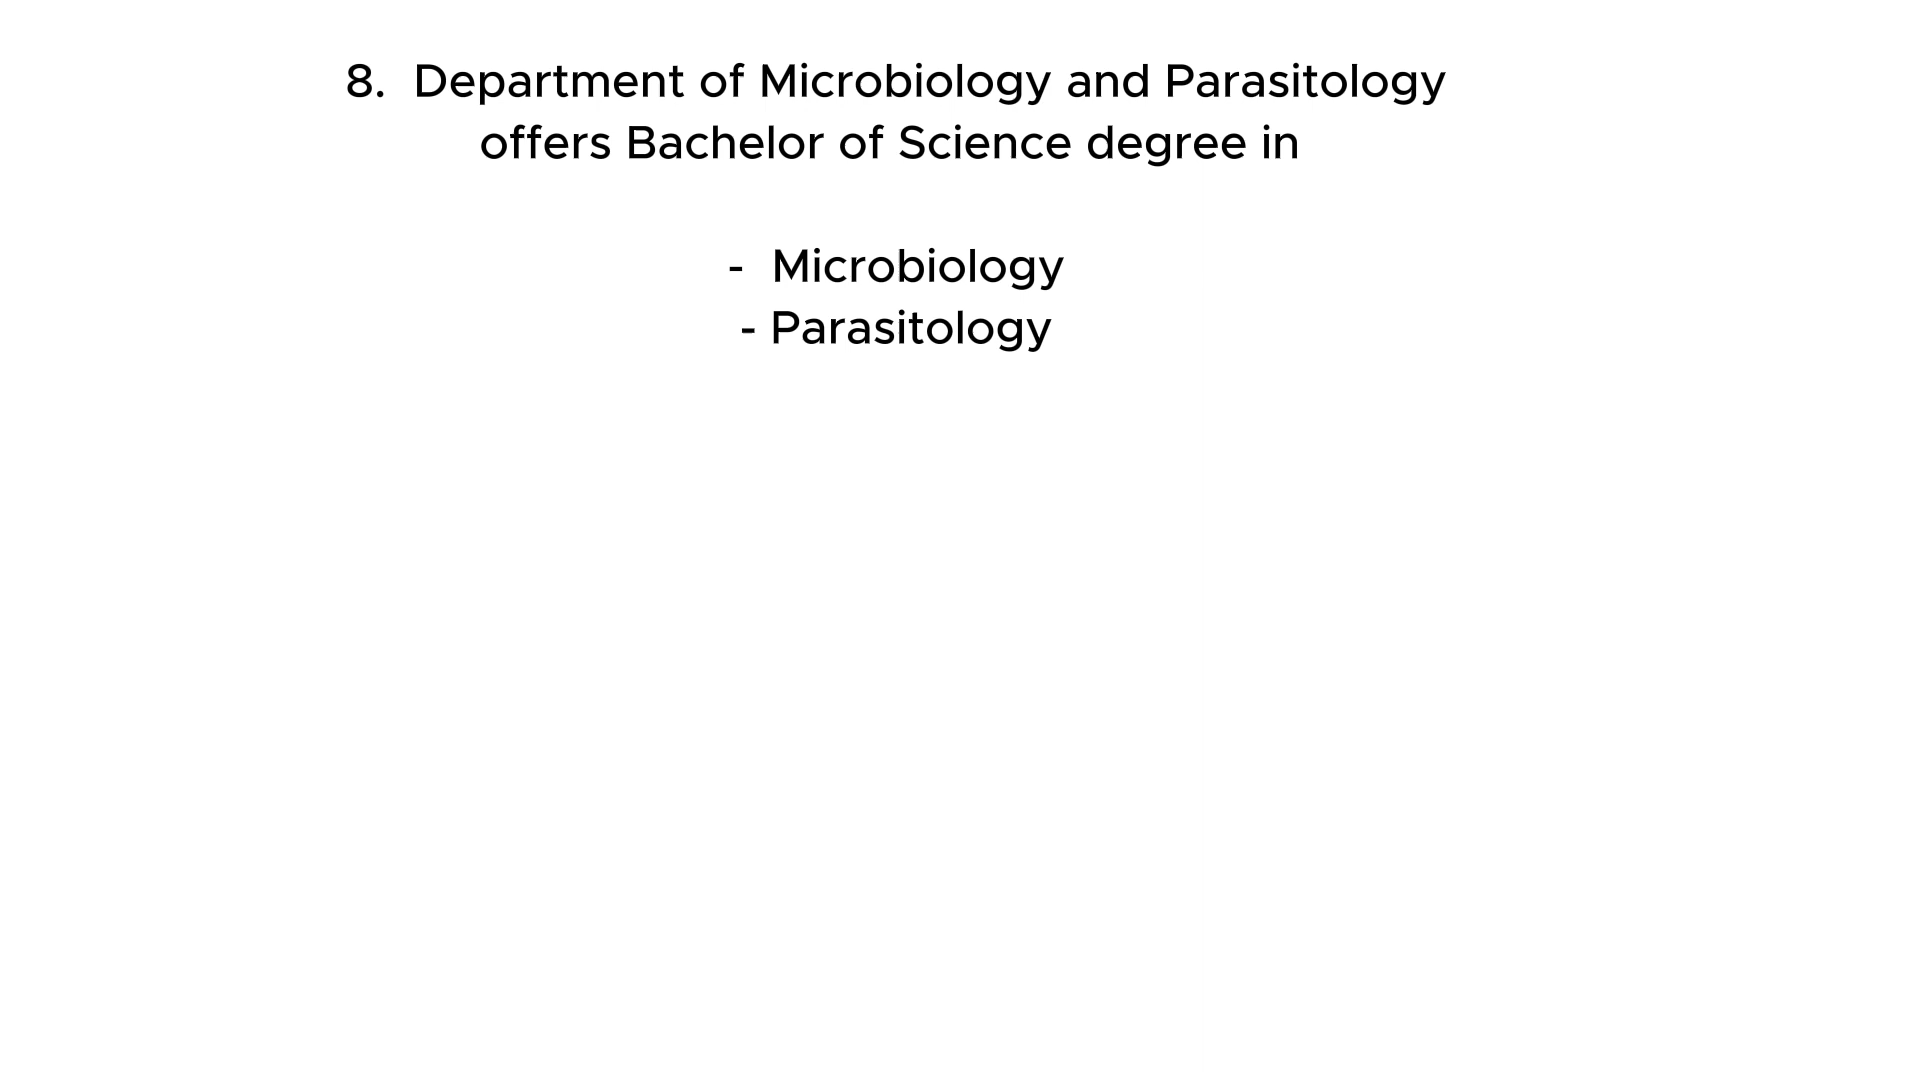 8. Department of Microbiology and Parasitology
offers Bachelor of Science degree in
- Microbiology
- Parasitology